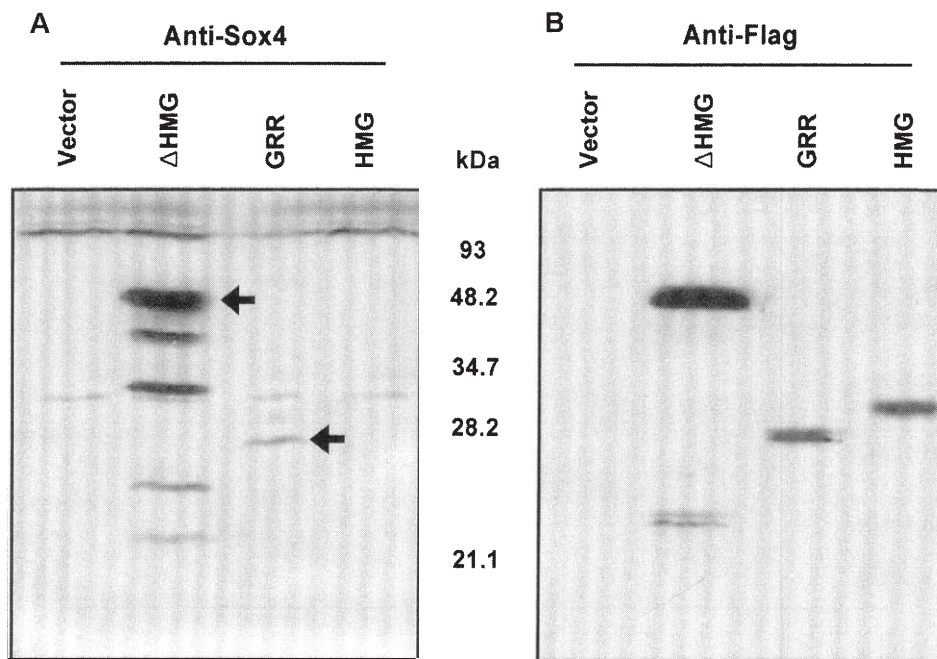 A
Anti-Sox4
Vector
ΔHMG
GRR
HMG
kDa
93
48.2
34.7
28.2
21.1
B
Anti-Flag
Vector
ΔHMG
GRR
HMG